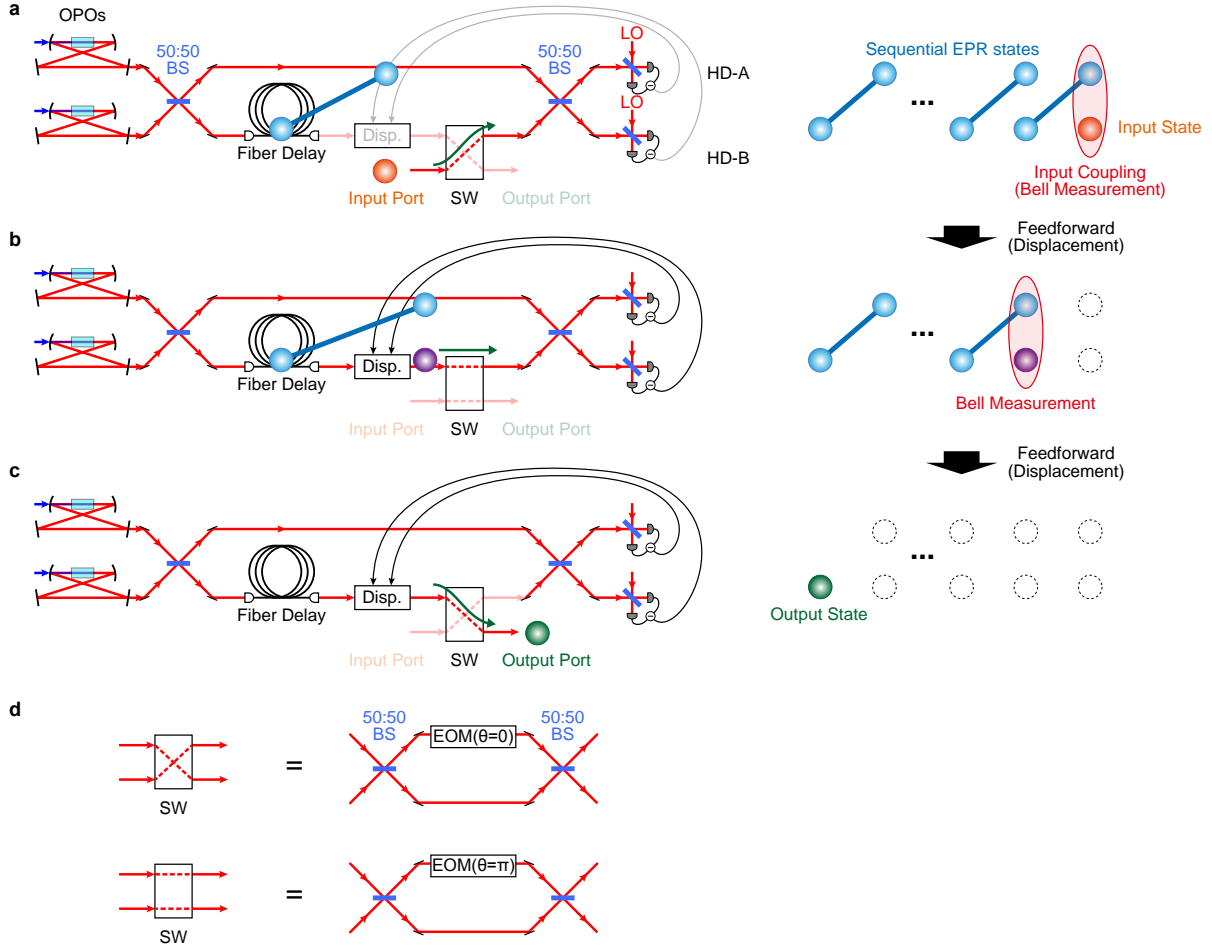 a
OPOs
50:50
BS
50:50
BS
LO
HD-A
LO
HD-B
Fiber Delay
Disp.
Input Port
SW
Output Port
Sequential EPR states
...
Input State
Input Coupling
(Bell Measurement)
Feedforward
(Displacement)
b
Fiber Delay
Disp.
Input Port
SW
Output Port
...
Bell Measurement
Feedforward
(Displacement)
c
Fiber Delay
Disp.
Input Port
SW
Output Port
...
Output State
d
SW
=
50:50
BS
EOM(θ=0)
50:50
BS
SW
=
EOM(θ=π)